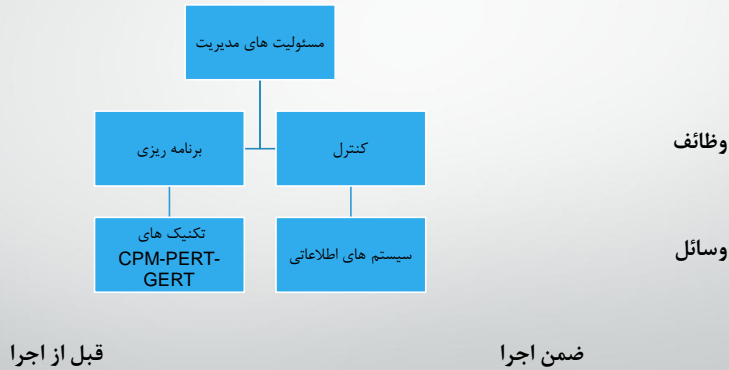 مسئولیت های مدیریت
وظائف
کنترل
برنامه ریزی
وسائل
سیستم های اطلاعاتی
تکنیک های
CPM-PERT-
GERT
ضمن اجرا
قبل از اجرا